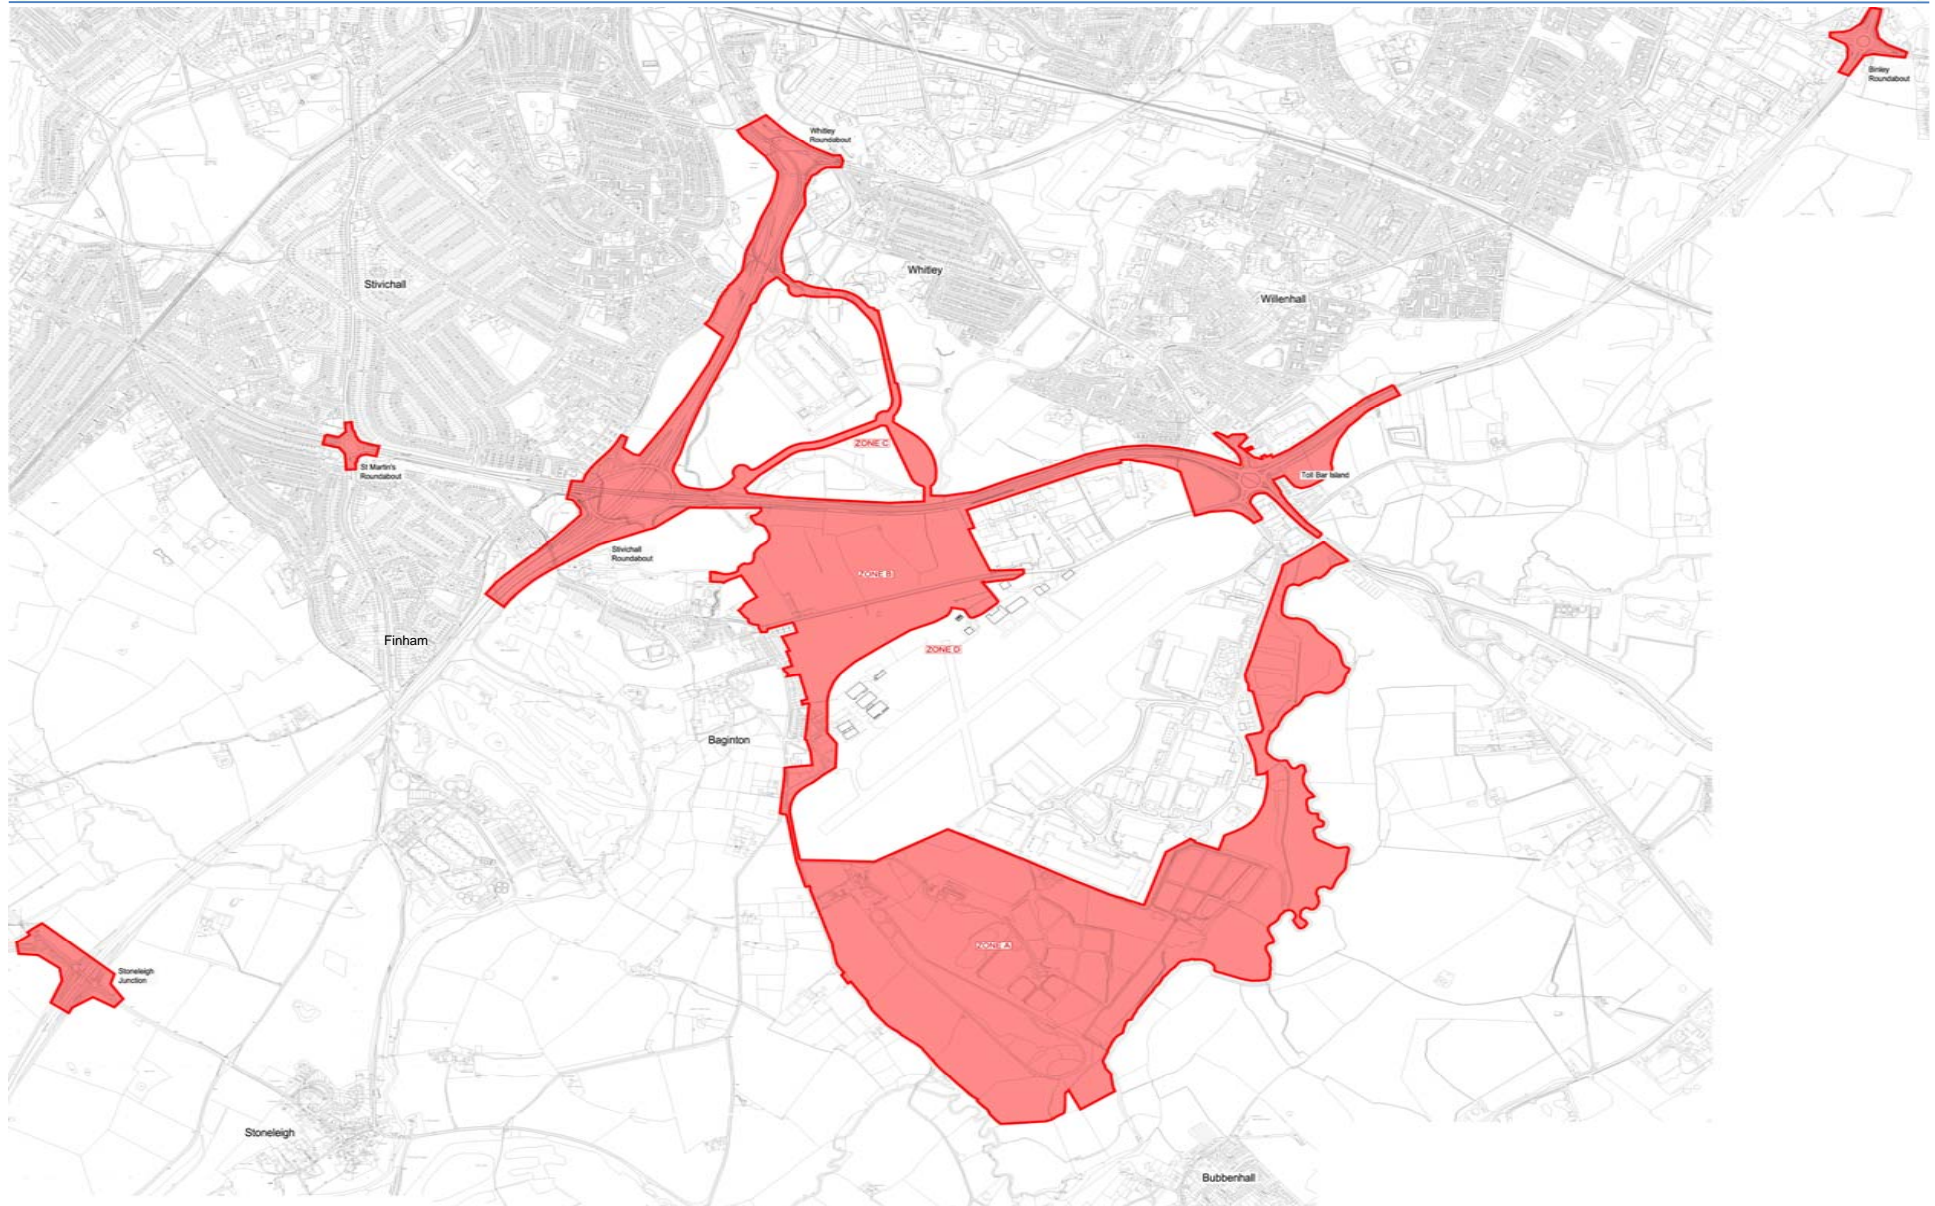 Binley
Roundabout
Whitley
Roundabout
Whitley
Stivichall
Willenhall
ZONE C
St Martin's
Roundabout
Toll Bar Island
Stivichall
Roundabout
ZONE B
Finham
ZONE D
Baginton
ZONE A
Stoneleigh
Junction
Stoneleigh
Bubbenhall